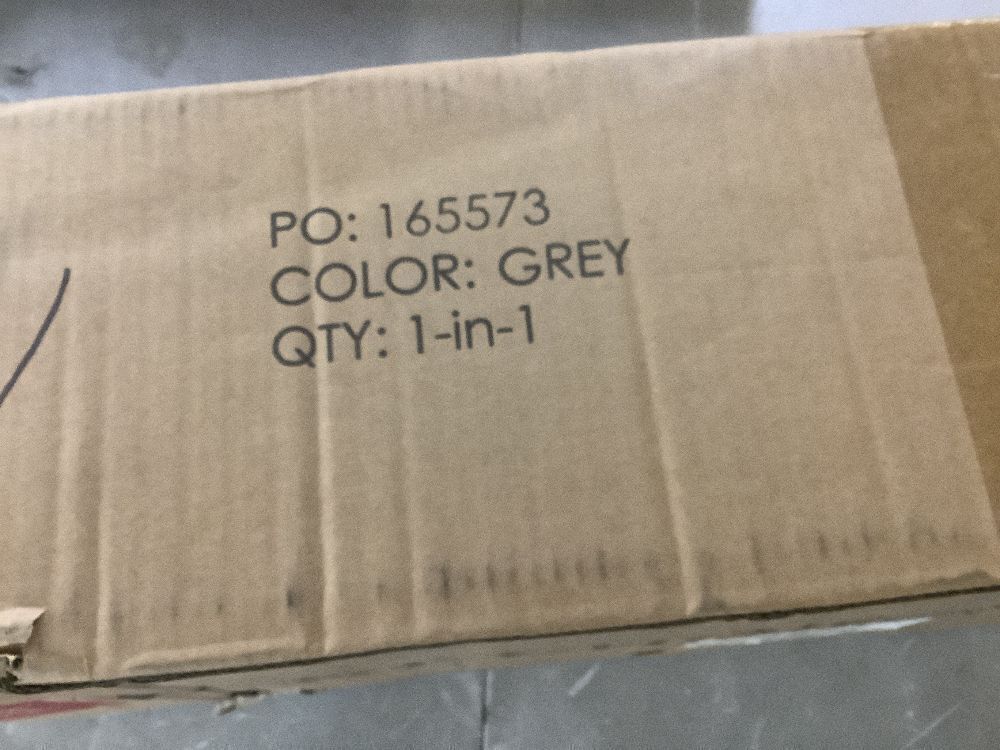 PO: 165573
COLOR: GREY
QTY: 1-in-1